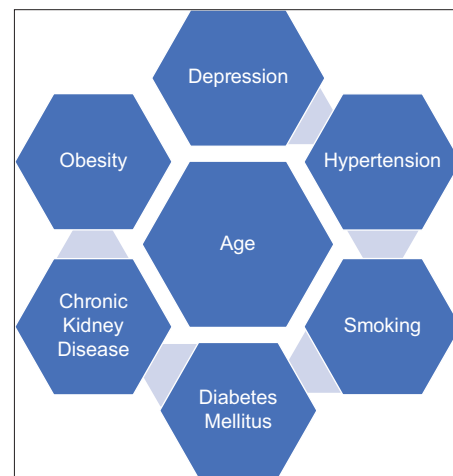 Depression
Obesity
Hypertension
Age
Chronic
Kidney
Disease
Smoking
Diabetes
Mellitus